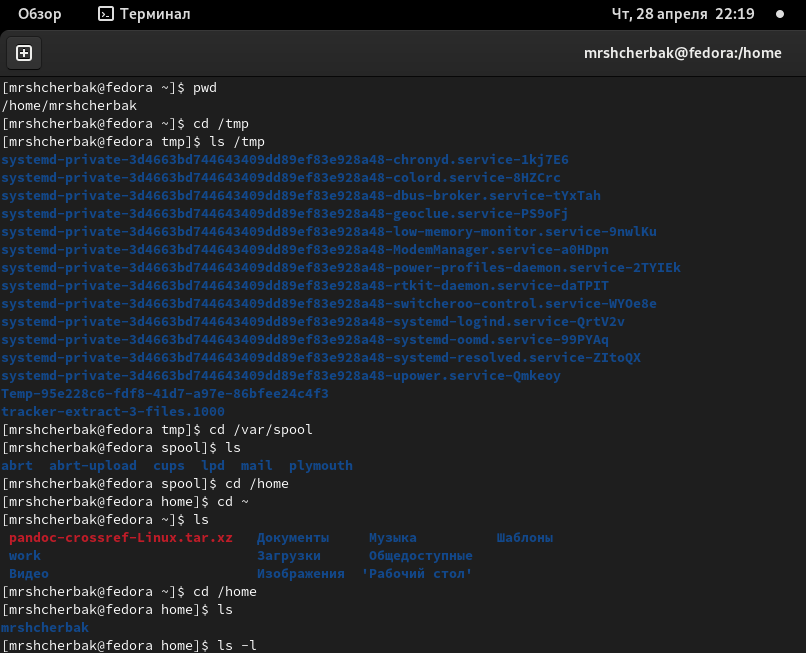 Обзор Терминал Чт, 28 апреля 22:19
mrshcherbak@fedora:/home
[mrshcherbak@fedora ~]$ pwd
/home/mrshcherbak
[mrshcherbak@fedora ~]$ cd /tmp
[mrshcherbak@fedora tmp]$ ls /tmp
systemd-private-3d4663bd744643409dd89ef83e928a48-chronyd.service-1kj7E6
systemd-private-3d4663bd744643409dd89ef83e928a48-colord.service-8HZCrc
systemd-private-3d4663bd744643409dd89ef83e928a48-dbus-broker.service-tYxTah
systemd-private-3d4663bd744643409dd89ef83e928a48-geoclue.service-PS9oFj
systemd-private-3d4663bd744643409dd89ef83e928a48-low-memory-monitor.service-9nwlKu
systemd-private-3d4663bd744643409dd89ef83e928a48-ModemManager.service-a0HDpn
systemd-private-3d4663bd744643409dd89ef83e928a48-power-profiles-daemon.service-2TYIEk
systemd-private-3d4663bd744643409dd89ef83e928a48-rtkit-daemon.service-daTPIT
systemd-private-3d4663bd744643409dd89ef83e928a48-switcheroo-control.service-WYOe8e
systemd-private-3d4663bd744643409dd89ef83e928a48-systemd-logind.service-QrtV2v
systemd-private-3d4663bd744643409dd89ef83e928a48-systemd-oomd.service-99PYAq
systemd-private-3d4663bd744643409dd89ef83e928a48-systemd-resolved.service-ZItoQX
systemd-private-3d4663bd744643409dd89ef83e928a48-upower.service-Qmkeoy
Temp-95e228c6-fdf8-41d7-a97e-86bfee24c4f3
tracker-extract-3-files.1000
[mrshcherbak@fedora tmp]$ cd /var/spool
[mrshcherbak@fedora spool]$ ls
abrt abrt-upload cups lpd mail plymouth
[mrshcherbak@fedora spool]$ cd /home
[mrshcherbak@fedora home]$ cd ~
[mrshcherbak@fedora ~]$ ls
pandoc-crossref-Linux.tar.xz Документы Музыка Шаблоны
work Загрузки Общедоступные
Видео Изображения 'Рабочий стол'
[mrshcherbak@fedora ~]$ cd /home
[mrshcherbak@fedora home]$ ls
mrshcherbak
[mrshcherbak@fedora home]$ ls -l